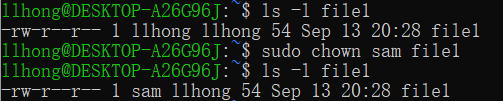 llhong@DESKTOP-A26G96J:~$ ls -l file1
-rw-r--r-- 1 llhong llhong 54 Sep 13 20:28 file1
llhong@DESKTOP-A26G96J:~$ sudo chown sam file1
llhong@DESKTOP-A26G96J:~$ ls -l file1
-rw-r--r-- 1 sam llhong 54 Sep 13 20:28 file1